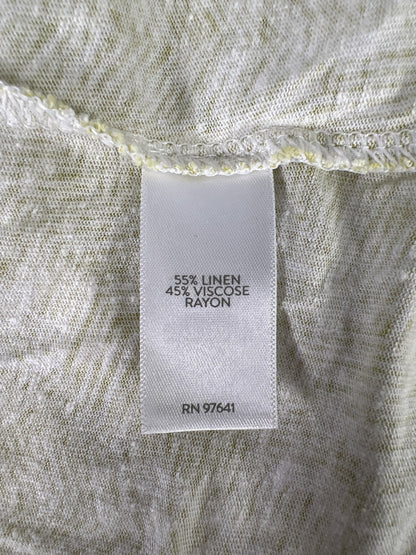 55% LINEN
45% VISCOSE
RAYON
RN 97641